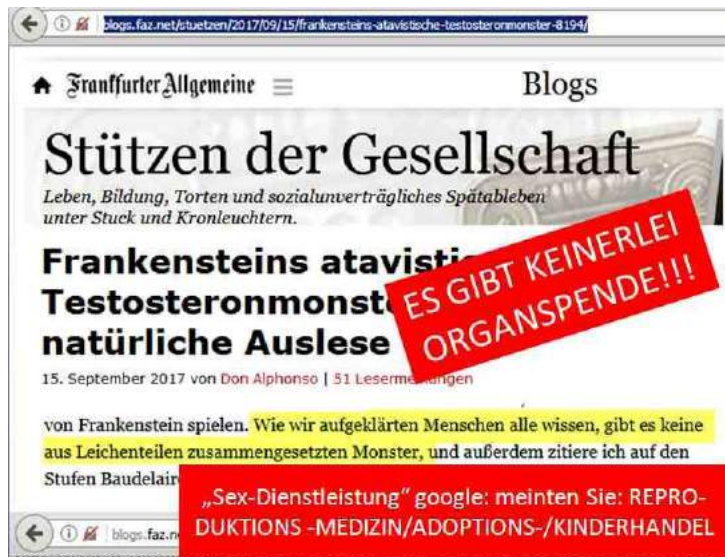 blogs.faz.net/stuetzen/2017/09/15/frankensteins-atavistische-testosteronmonster-8194/
Frankfurter Allgemeine
Blogs
Stützen der Gesellschaft
Leben, Bildung, Torten und sozialunverträgliches Spätableben
unter Stuck und Kronleuchtern.
Frankensteins atavisti
Testosteronmonst
natürliche Auslese
ES GIBT KEINERLEI
ORGANSPENDE!!!
15. September 2017 von Don Alphonso | 51 Lesermeldungen
von Frankenstein spielen. Wie wir aufgeklärten Menschen alle wissen, gibt es keine
aus Leichenteilen zusammengesetzten Monster, und außerdem zitiere ich auf den
Stufen Baudelair
„Sex-Dienstleistung" google: meinten Sie: REPRO-
DUKTIONS -MEDIZIN/ADOPTIONS-/KINDERHANDEL
blogs.faz.n